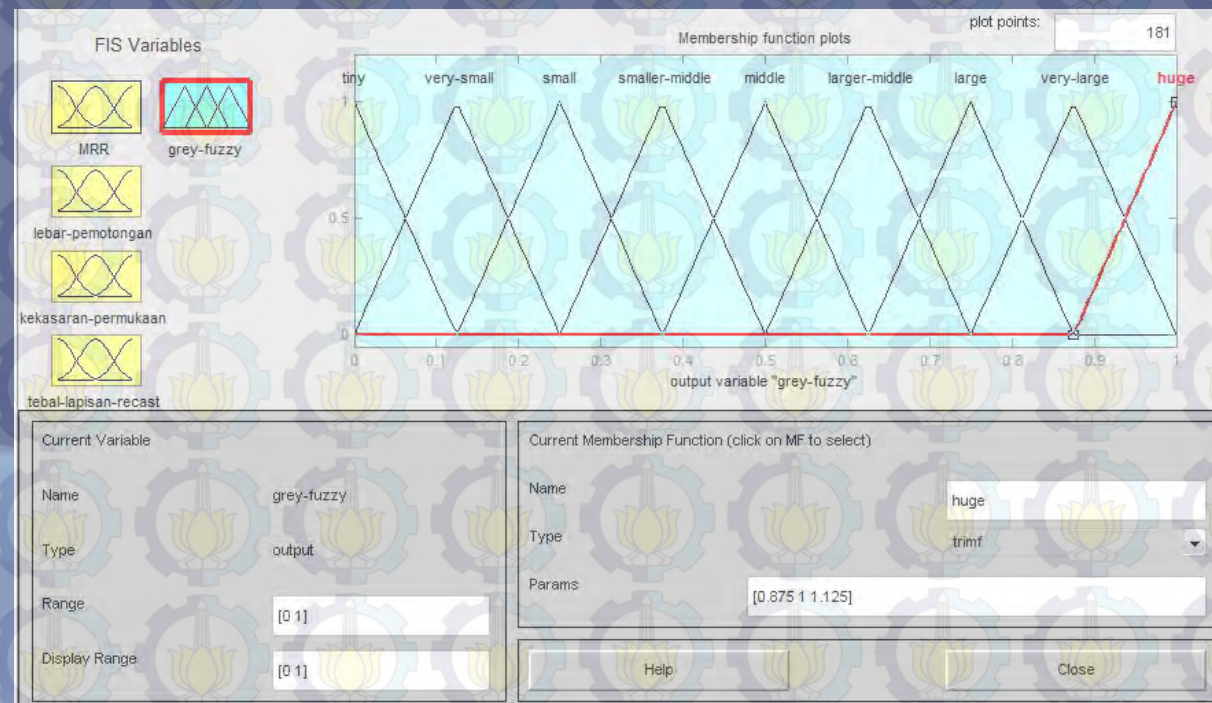 FIS Variables
MRR
grey-fuzzy
lebar-pemotongan
kekasaran-permukaan
tebal-lapisan-recast
plot points:
181
Membership function plots
tiny very-small small smaller-middle middle larger-middle large very-large huge
1
0.5
0
0 0.1 0.2 0.3 0.4 0.5 0.6 0.7 0.8 0.9 1
output variable "grey-fuzzy"
Current Variable
Name grey-fuzzy
Type output
Range [0 1]
Display Range [0 1]
Current Membership Function (click on MF to select)
Name huge
Type trimf
Params [0.875 1 1.125]
Help Close